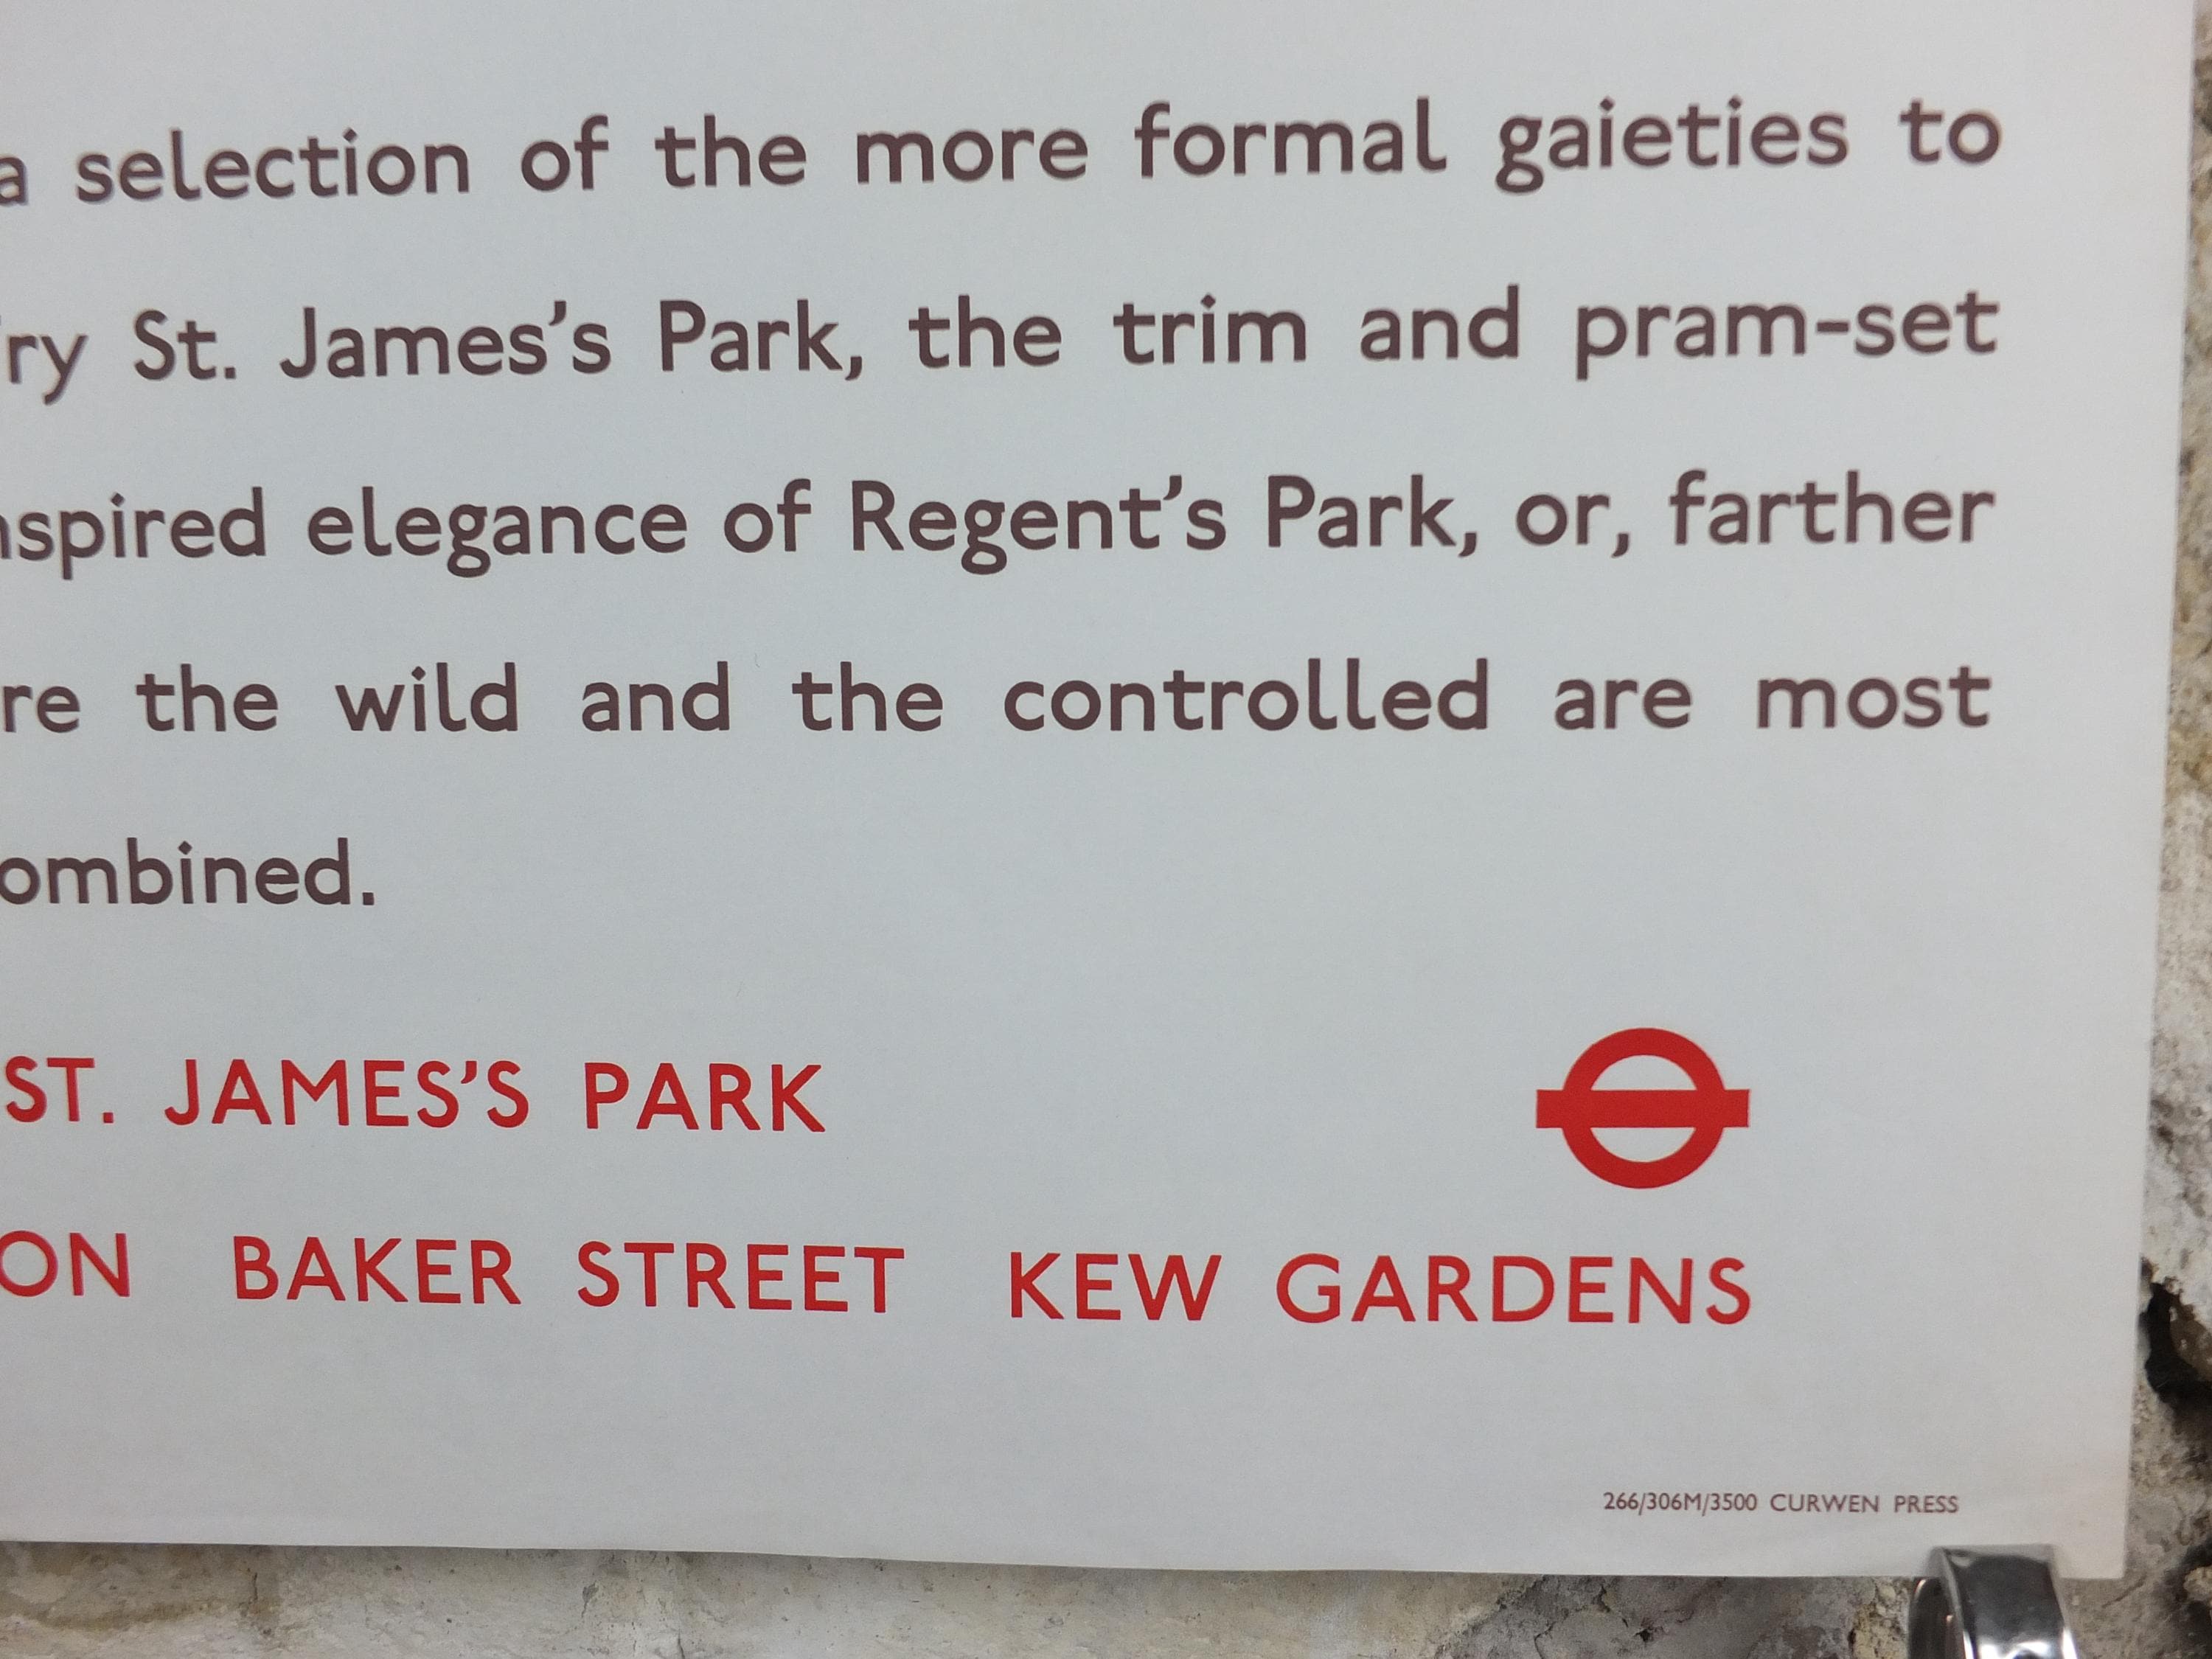 a selection of the more formal gaieties to
ry St. James's Park, the trim and pram-set
nspired elegance of Regent's Park, or, farther
re the wild and the controlled are most
ombined.
ST. JAMES'S PARK
ON BAKER STREET KEW GARDENS
266/306M/3500 CURWEN PRESS